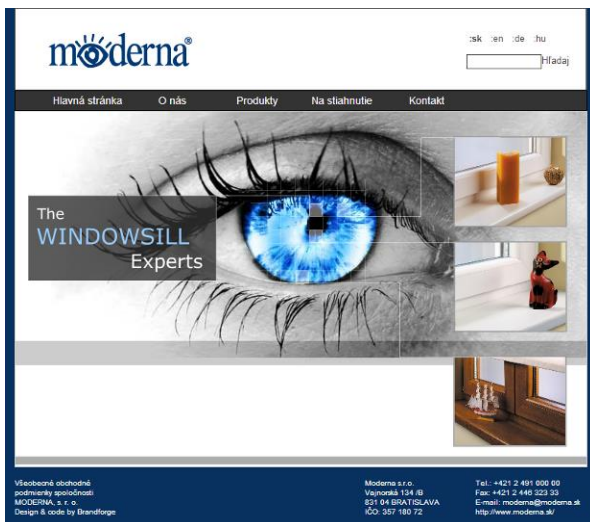 moderna®
:sk :en :de :hu
Hľadaj
Hlavná stránka O nás Produkty Na stiahnutie Kontakt
The
WINDOWSILL
Experts
Všeobecné obchodné
podmienky spoločnosti
MODERNA, s. r. o.
Design & code by Brandforge
Moderna s.r.o.
Vajnorská 134 /B
831 04 BRATISLAVA
IČO: 357 180 72
Tel.: +421 2 491 000 00
Fax: +421 2 446 323 33
E-mail: moderna@moderna.sk
http://www.moderna.sk/